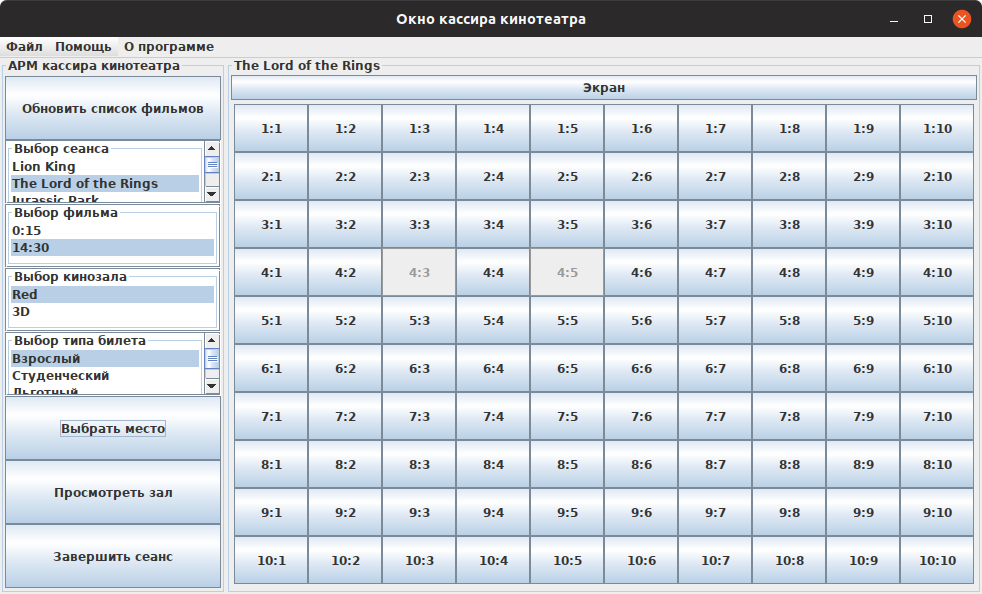 Окно кассира кинотеатра
Файл Помощь О программе
АРМ кассира кинотеатра
Обновить список фильмов
Выбор сеанса
Lion King
The Lord of the Rings
Jurassic Park
Выбор фильма
0:15
14:30
Выбор кинозала
Red
3D
Выбор типа билета
Взрослый
Студенческий
Льготный
Выбрать место
Просмотреть зал
Завершить сеанс
The Lord of the Rings
Экран
1:1 1:2 1:3 1:4 1:5 1:6 1:7 1:8 1:9 1:10
2:1 2:2 2:3 2:4 2:5 2:6 2:7 2:8 2:9 2:10
3:1 3:2 3:3 3:4 3:5 3:6 3:7 3:8 3:9 3:10
4:1 4:2 4:3 4:4 4:5 4:6 4:7 4:8 4:9 4:10
5:1 5:2 5:3 5:4 5:5 5:6 5:7 5:8 5:9 5:10
6:1 6:2 6:3 6:4 6:5 6:6 6:7 6:8 6:9 6:10
7:1 7:2 7:3 7:4 7:5 7:6 7:7 7:8 7:9 7:10
8:1 8:2 8:3 8:4 8:5 8:6 8:7 8:8 8:9 8:10
9:1 9:2 9:3 9:4 9:5 9:6 9:7 9:8 9:9 9:10
10:1 10:2 10:3 10:4 10:5 10:6 10:7 10:8 10:9 10:10